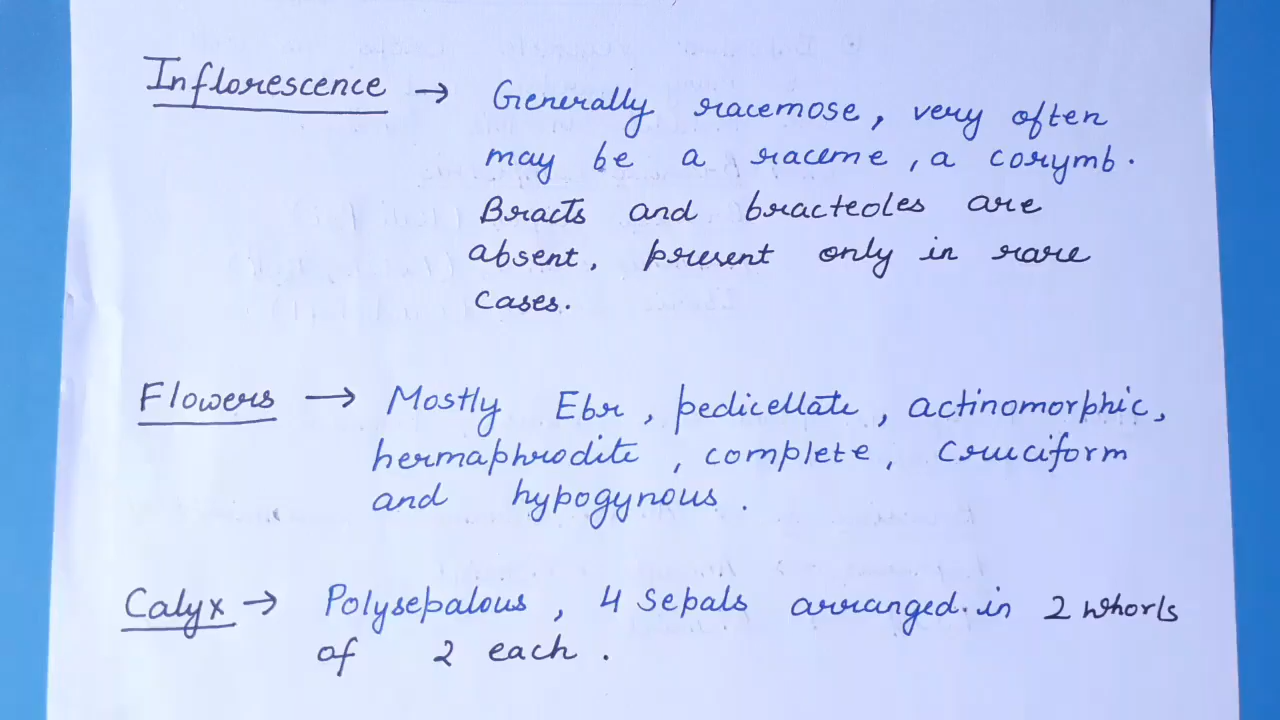 Inflorescence → Generally racemose, very often
may be a raceme, a corymb.
Bracts and bracteoles are
absent, present only in rare
cases.
Flowers → Mostly Ebr, pedicellate, actinomorphic,
hermaphrodite, complete, cruciform
and hypogynous.
Calyx → Polysepalous, 4 sepals arranged in 2 whorls
of 2 each.